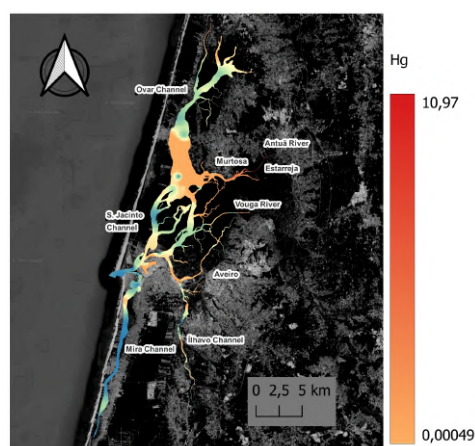 Hg
10,97
Ovar Channel
Antuã River
Murtosa
Estarreja
S. Jacinto
Channel
Vouga River
Aveiro
Ílhavo Channel
Mira Channel
0 2,5 5 km
0,00049